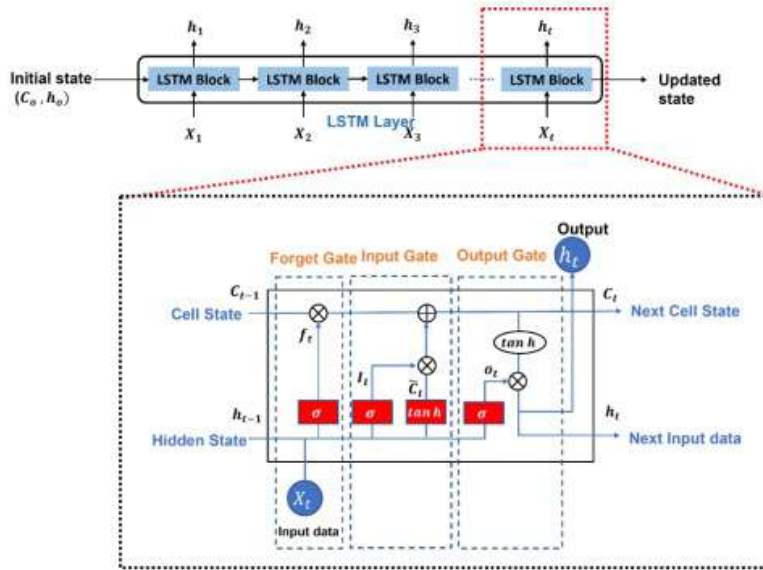 h₁ h₂ h₃ hₜ
Initial state
(Cₒ, hₒ)
LSTM Block LSTM Block LSTM Block LSTM Block
Updated
state
LSTM Layer
X₁ X₂ X₃ Xₜ
Output
hₜ
Forget Gate Input Gate Output Gate
Cₜ₋₁ Cₜ
Cell State Next Cell State
fₜ
tan h
Iₜ oₜ
C̃ₜ
σ σ tan h σ
hₜ₋₁ hₜ
Hidden State Next Input data
Xₜ
Input data